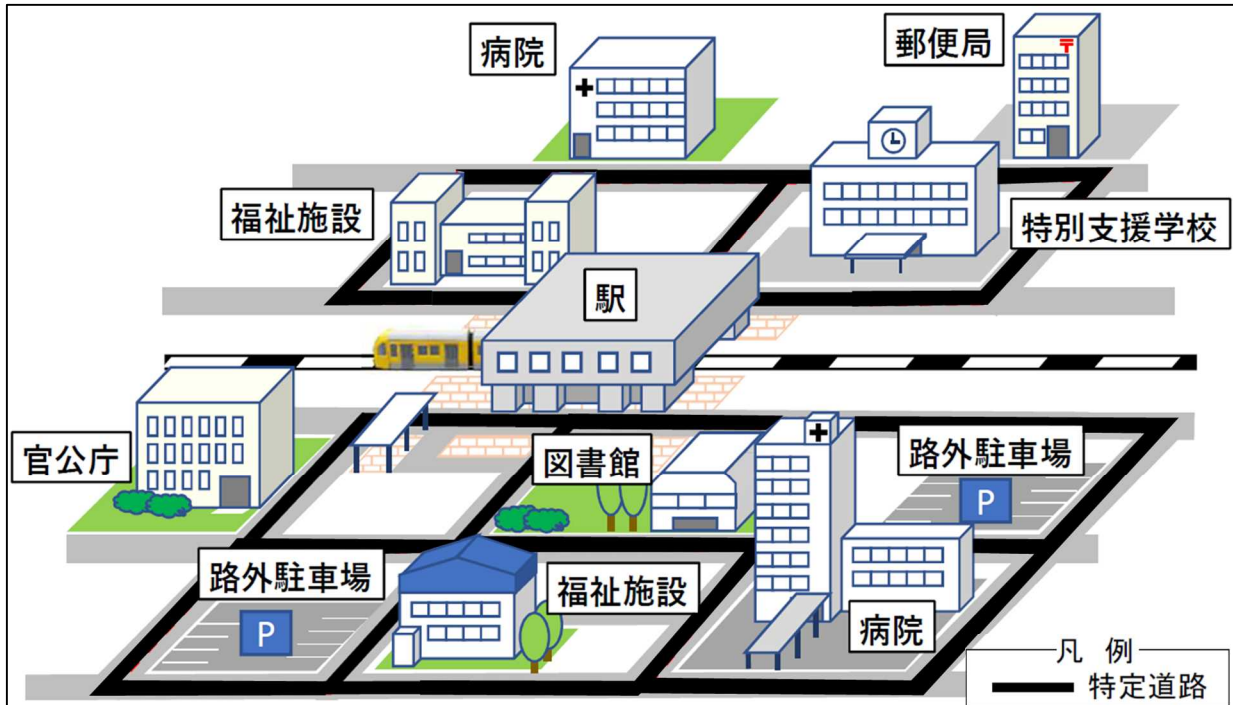 病院
郵便局
福祉施設
特別支援学校
駅
官公庁
図書館
路外駐車場
P
路外駐車場
P
福祉施設
病院
凡 例
特定道路